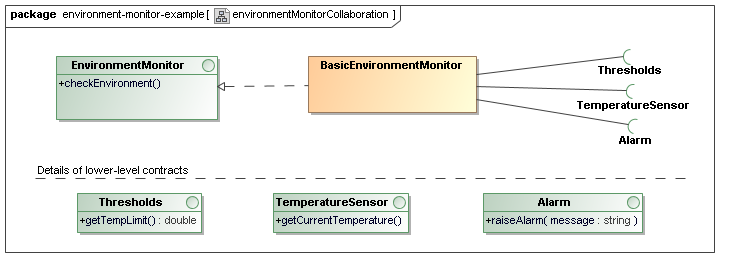 package environment-monitor-example [ environmentMonitorCollaboration ]
EnvironmentMonitor
+checkEnvironment()
BasicEnvironmentMonitor
Thresholds
TemperatureSensor
Alarm
Details of lower-level contracts
Thresholds
+getTempLimit() : double
TemperatureSensor
+getCurrentTemperature()
Alarm
+raiseAlarm( message : string )